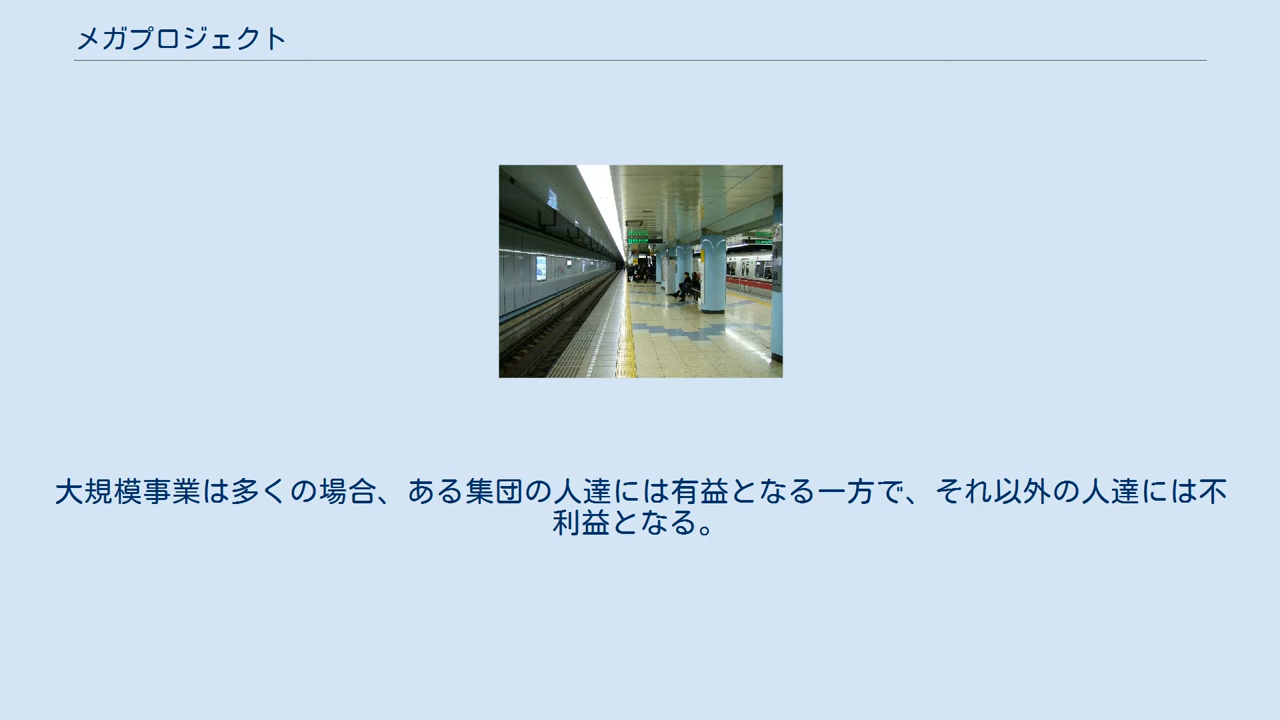 メガプロジェクト
大規模事業は多くの場合、ある集団の人達には有益となる一方で、それ以外の人達には不
利益となる。